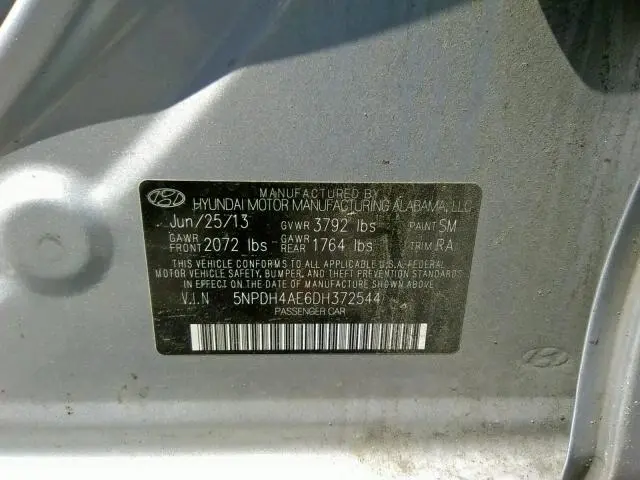 MANUFACTURED BY
HYUNDAI MOTOR MANUFACTURING ALABAMA, LLC
Jun/25/13 GVWR 3792 lbs PAINT SM
GAWR FRONT 2072 lbs GAWR REAR 1764 lbs TRIM RA
THIS VEHICLE CONFORMS TO ALL APPLICABLE U.S. FEDERAL
MOTOR VEHICLE SAFETY, BUMPER, AND THEFT PREVENTION STANDARDS
IN EFFECT ON THE DATE OF MANUFACTURE SHOWN ABOVE.
V.I.N 5NPDH4AE6DH372544
PASSENGER CAR